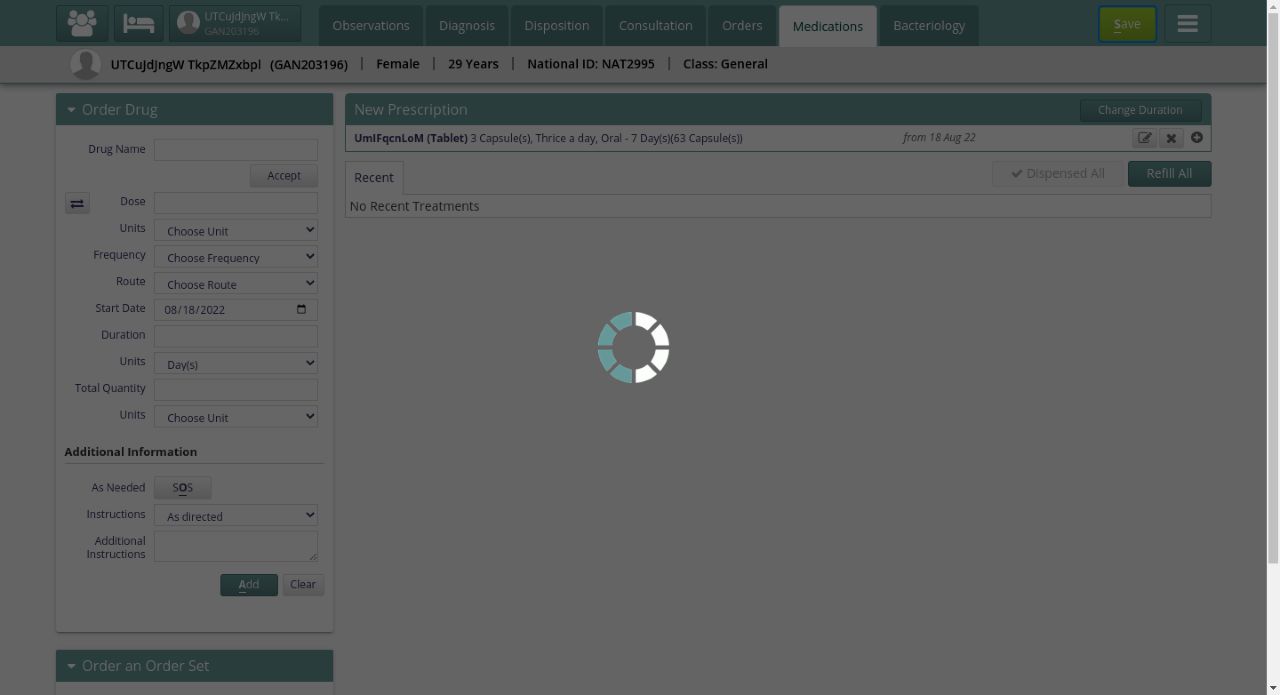 UTCuJdJngW Tk...
GAN203196
Observations
Diagnosis
Disposition
Consultation
Orders
Medications
Bacteriology
Save
UTCuJdJngW TkpZMZxbpl (GAN203196) | Female | 29 Years | National ID: NAT2995 | Class: General
Order Drug
Drug Name
Accept
Dose
Units Choose Unit
Frequency Choose Frequency
Route Choose Route
Start Date 08/18/2022
Duration
Units Day(s)
Total Quantity
Units Choose Unit
Additional Information
As Needed SOS
Instructions As directed
Additional
Instructions
Add Clear
Order an Order Set
New Prescription
Change Duration
UmIFqcnLoM (Tablet) 3 Capsule(s), Thrice a day, Oral - 7 Day(s)(63 Capsule(s)) from 18 Aug 22
Recent
Dispensed All
Refill All
No Recent Treatments